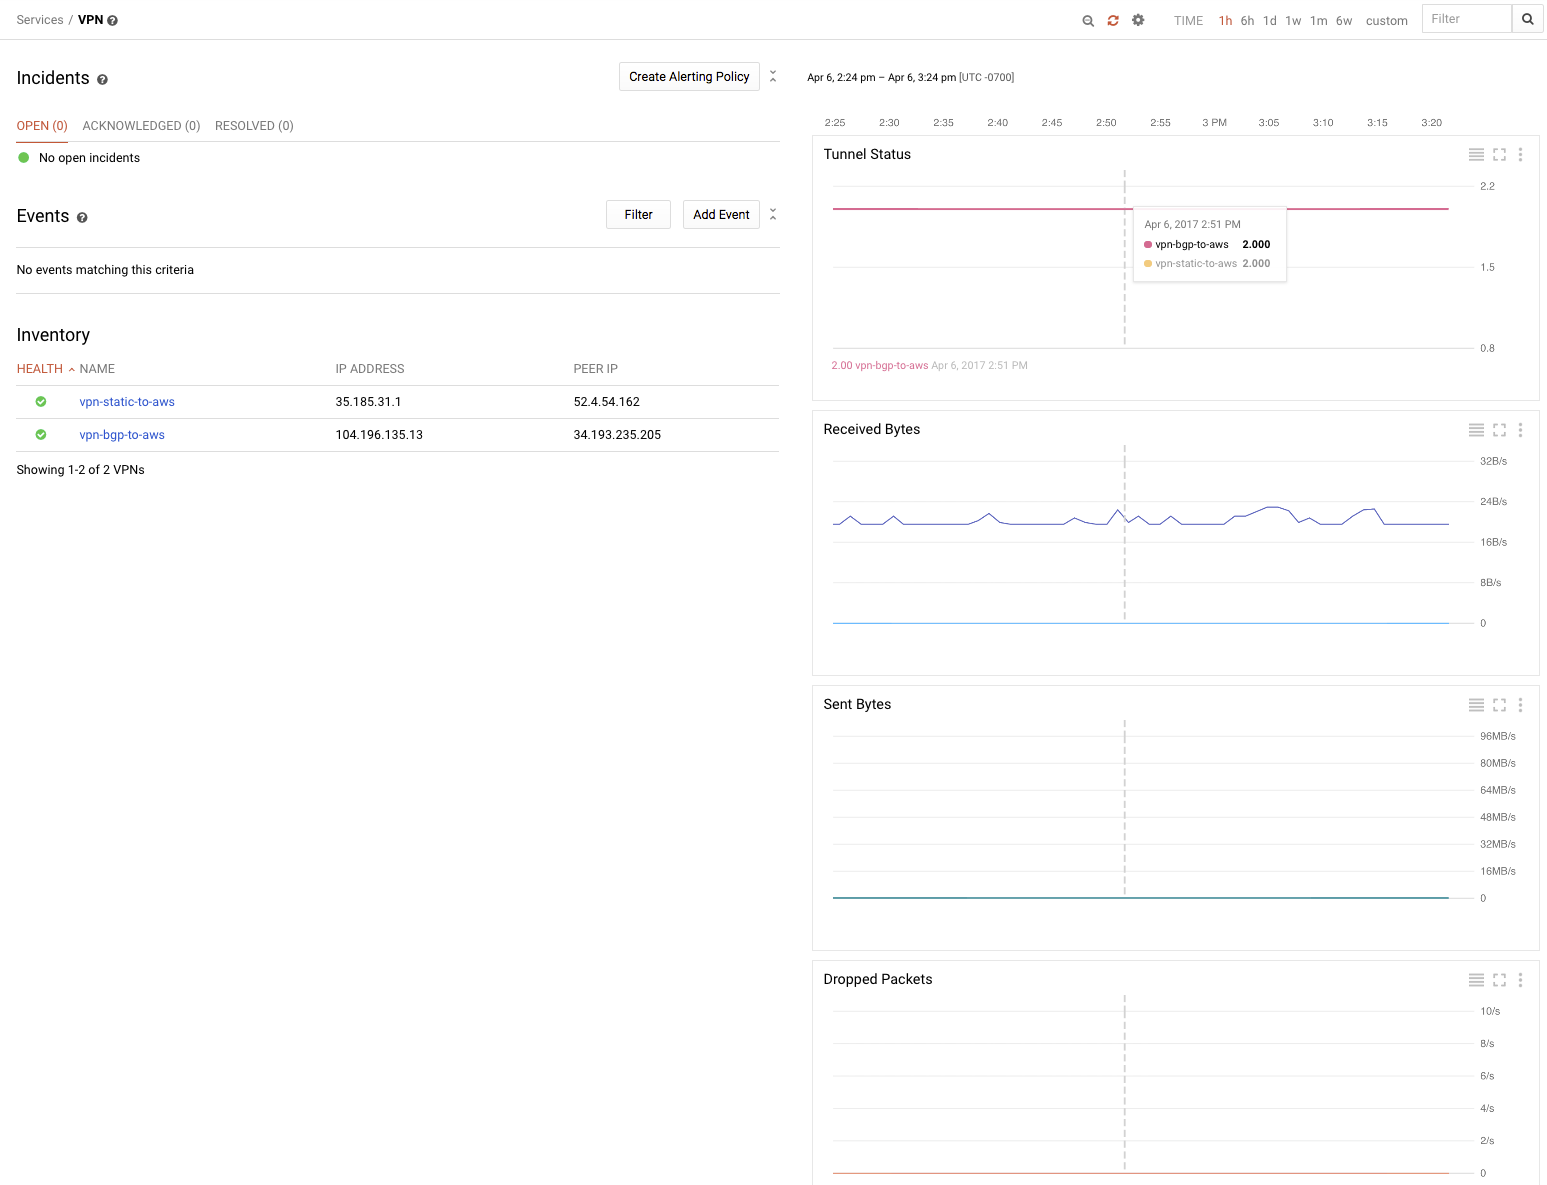 Services / VPN
TIME 1h 6h 1d 1w 1m 6w custom Filter
Incidents
Create Alerting Policy
OPEN (0) ACKNOWLEDGED (0) RESOLVED (0)
No open incidents
Events
Filter Add Event
No events matching this criteria
Inventory
HEALTH NAME IP ADDRESS PEER IP
vpn-static-to-aws 35.185.31.1 52.4.54.162
vpn-bgp-to-aws 104.196.135.13 34.193.235.205
Showing 1-2 of 2 VPNs
Apr 6, 2:24 pm – Apr 6, 3:24 pm [UTC -0700]
2:25 2:30 2:35 2:40 2:45 2:50 2:55 3 PM 3:05 3:10 3:15 3:20
Tunnel Status
2.2
Apr 6, 2017 2:51 PM
vpn-bgp-to-aws 2.000
vpn-static-to-aws 2.000
1.5
0.8
2.00 vpn-bgp-to-aws Apr 6, 2017 2:51 PM
Received Bytes
32B/s
24B/s
16B/s
8B/s
0
Sent Bytes
96MB/s
80MB/s
64MB/s
48MB/s
32MB/s
16MB/s
0
Dropped Packets
10/s
8/s
6/s
4/s
2/s
0